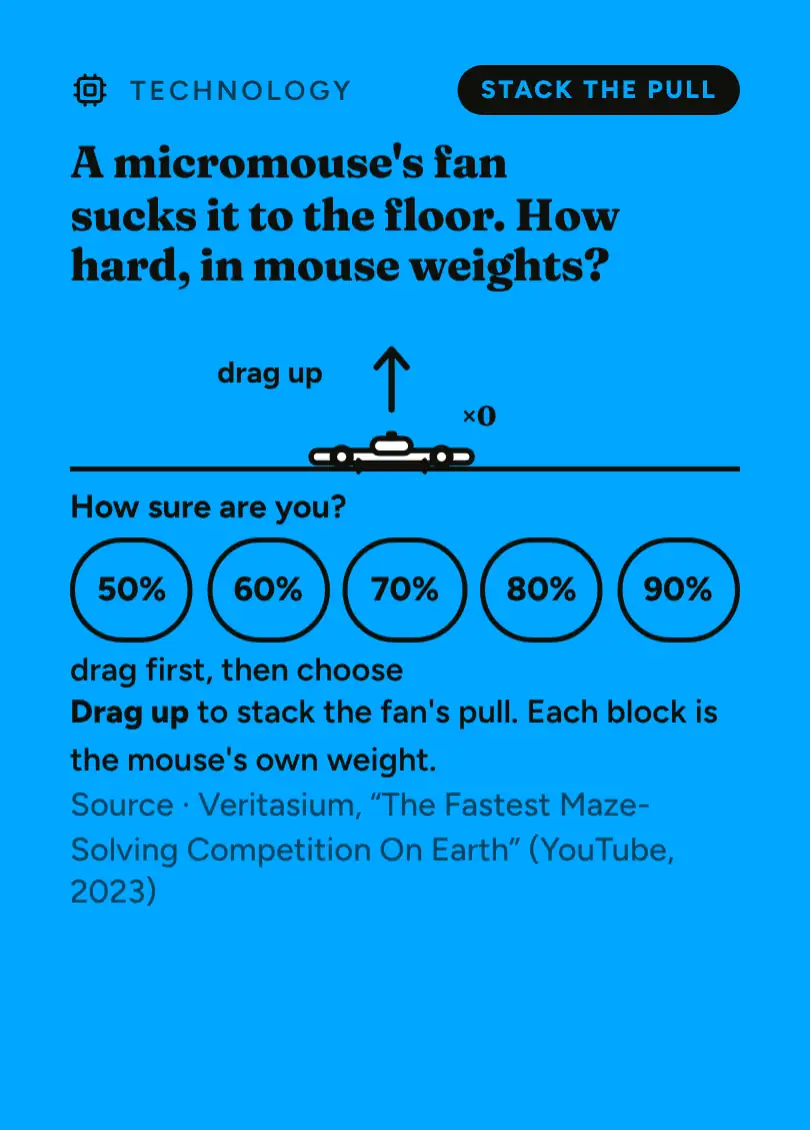 TECHNOLOGY
STACK THE PULL
A micromouse's fan
sucks it to the floor. How
hard, in mouse weights?
drag up
×0
How sure are you?
50%
60%
70%
80%
90%
drag first, then choose
Drag up to stack the fan's pull. Each block is
the mouse's own weight.
Source · Veritasium, “The Fastest Maze-
Solving Competition On Earth” (YouTube,
2023)